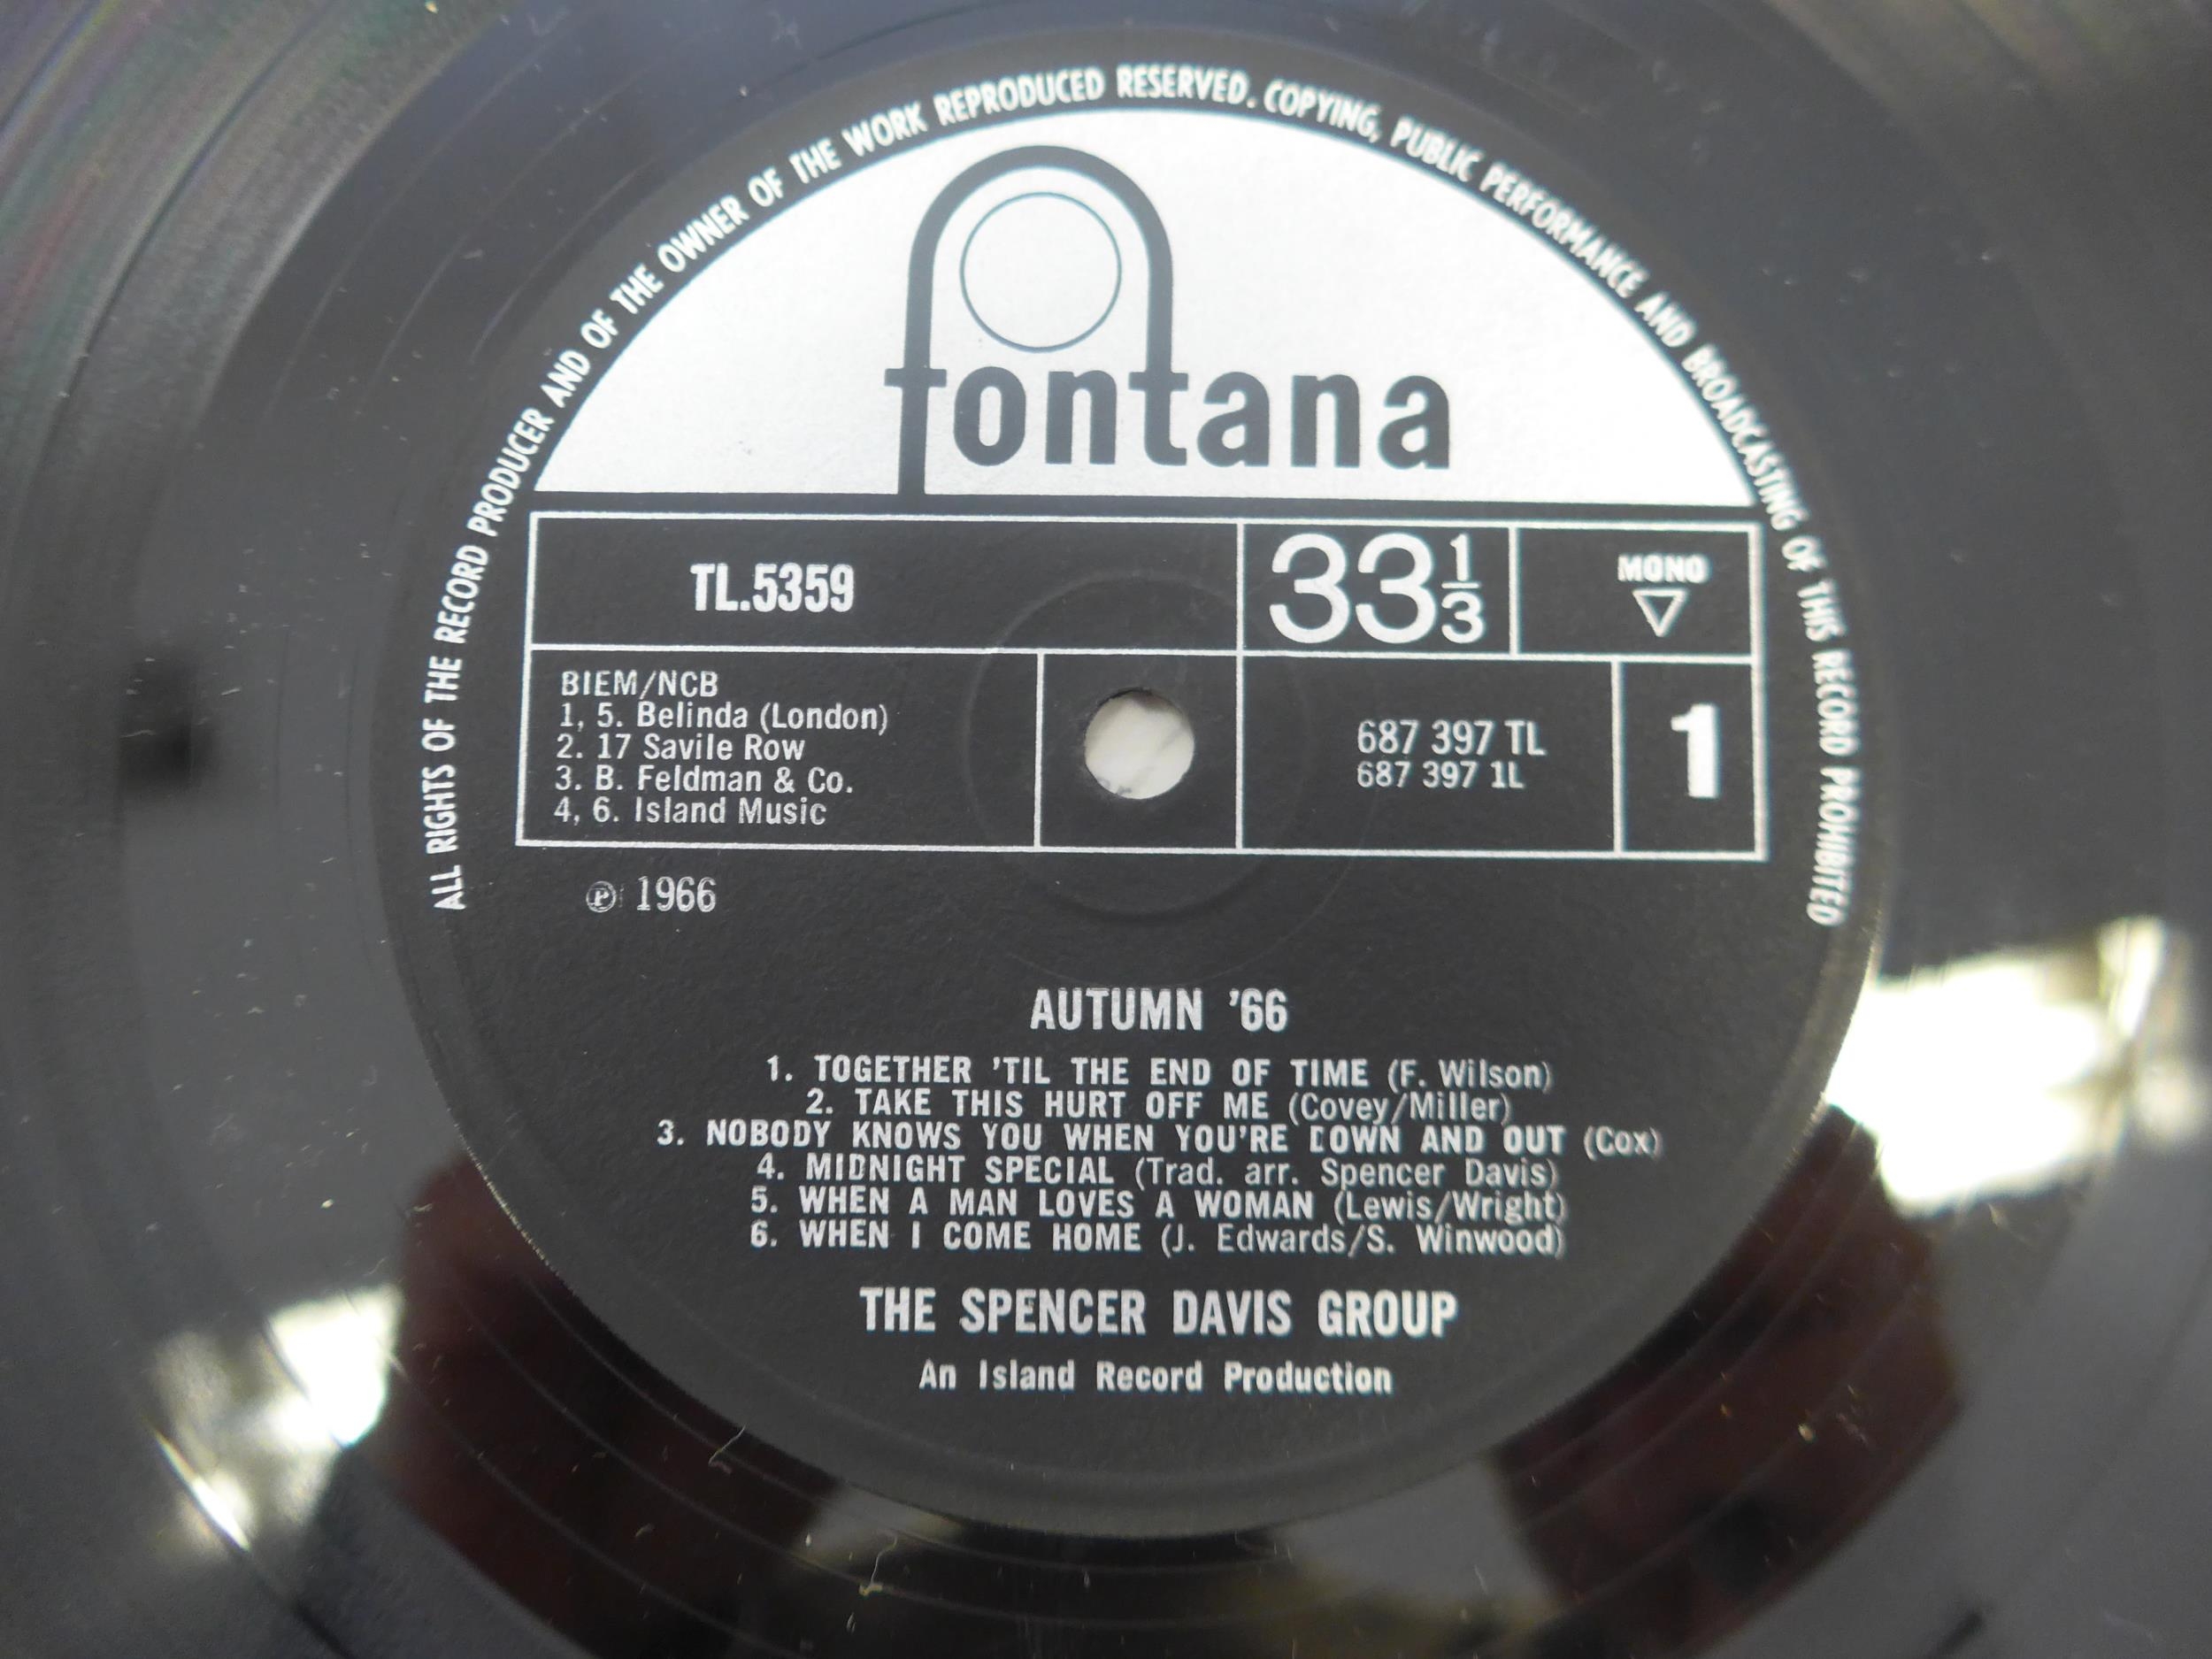 ALL RIGHTS OF THE RECORD PRODUCER AND OF THE OWNER OF THE WORK REPRODUCED RESERVED. COPYING, PUBLIC PERFORMANCE AND BROADCASTING OF THIS RECORD PROHIBITED
fontana
TL.5359
33 1/3
MONO
BIEM/NCB
1, 5. Belinda (London)
2. 17 Savile Row
3. B. Feldman & Co.
4, 6. Island Music
687 397 TL
687 397 1L
1
℗ 1966
AUTUMN '66
1. TOGETHER 'TIL THE END OF TIME (F. Wilson)
2. TAKE THIS HURT OFF ME (Covey/Miller)
3. NOBODY KNOWS YOU WHEN YOU'RE DOWN AND OUT (Cox)
4. MIDNIGHT SPECIAL (Trad. arr. Spencer Davis)
5. WHEN A MAN LOVES A WOMAN (Lewis/Wright)
6. WHEN I COME HOME (J. Edwards/S. Winwood)
THE SPENCER DAVIS GROUP
An Island Record Production